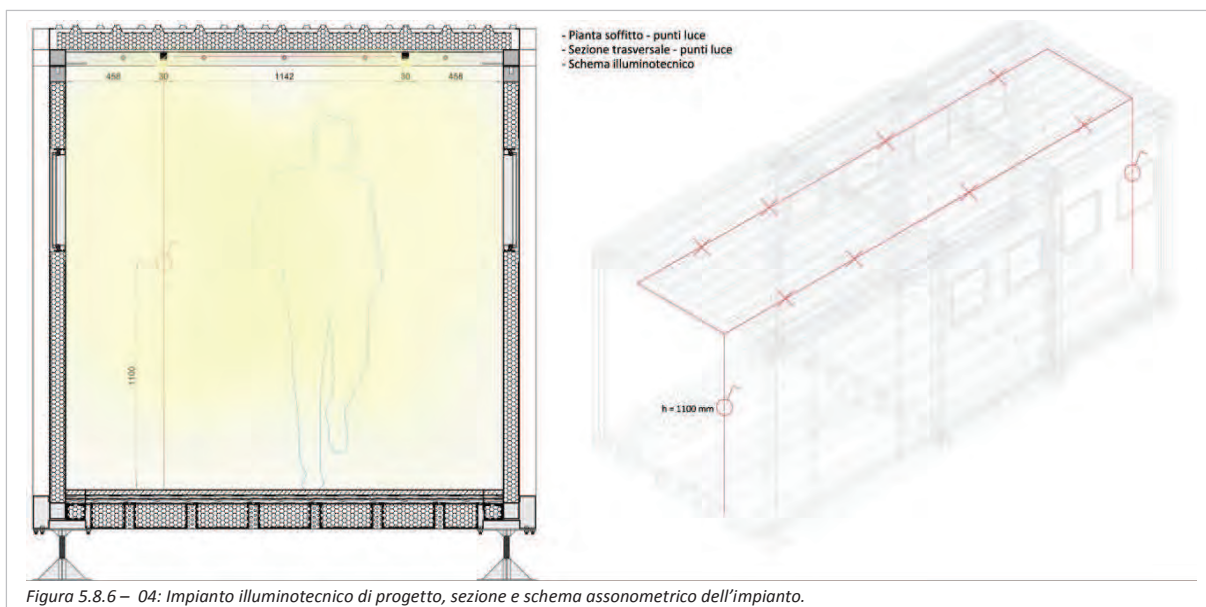 - Pianta soffitto - punti luce
- Sezione trasversale - punti luce
- Schema illuminotecnico
458 30 1142 30 458
1100
h = 1100 mm
Figura 5.8.6 – 04: Impianto illuminotecnico di progetto, sezione e schema assonometrico dell'impianto.